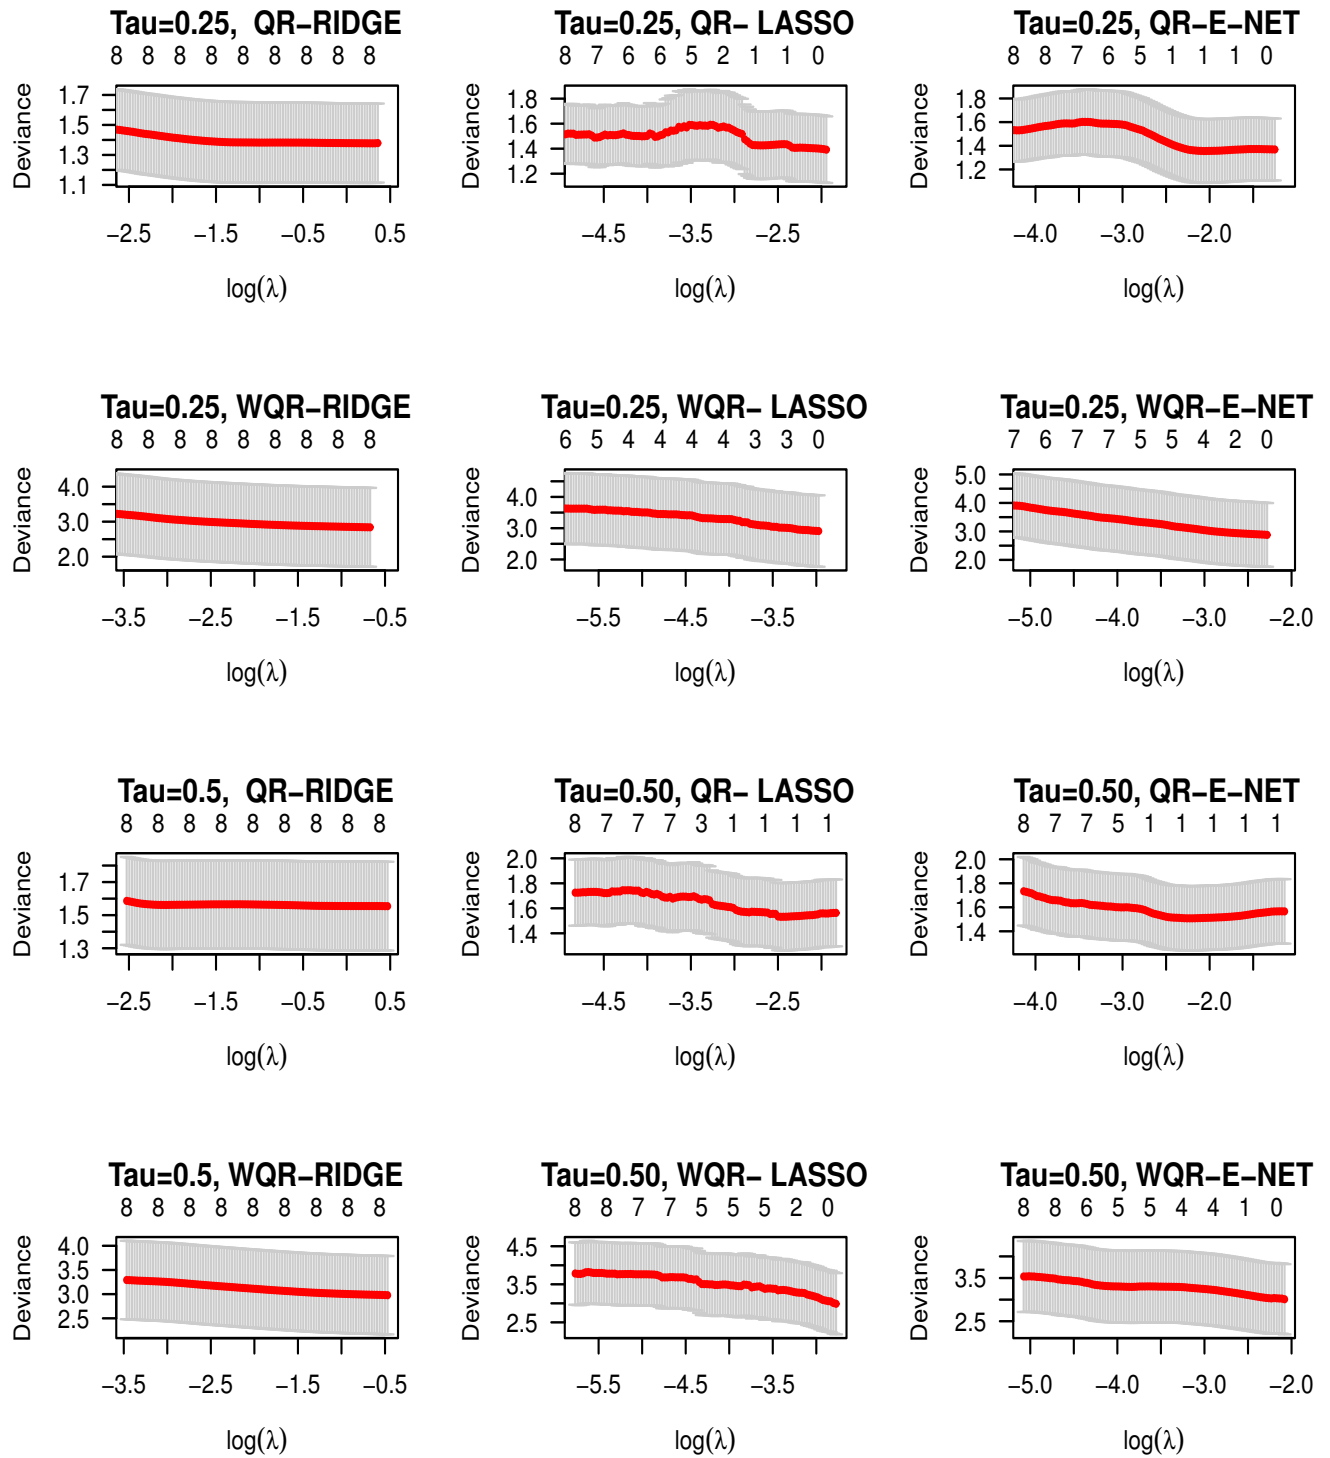 Tau=0.25,  QR−RIDGE
8 8 8 8 8 8 8 8 8
Deviance
1.7
1.5
1.3
1.1
−2.5 −1.5 −0.5 0.5
log(λ)
Tau=0.25, QR− LASSO
8 7 6 6 5 2 1 1 0
Deviance
1.8
1.6
1.4
1.2
−4.5 −3.5 −2.5
log(λ)
Tau=0.25, QR−E−NET
8 8 7 6 5 1 1 1 0
Deviance
1.8
1.6
1.4
1.2
−4.0 −3.0 −2.0
log(λ)
Tau=0.25, WQR−RIDGE
8 8 8 8 8 8 8 8 8
Deviance
4.0
3.0
2.0
−3.5 −2.5 −1.5 −0.5
log(λ)
Tau=0.25, WQR− LASSO
6 5 4 4 4 4 3 3 0
Deviance
4.0
3.0
2.0
−5.5 −4.5 −3.5
log(λ)
Tau=0.25, WQR−E−NET
7 6 7 7 5 5 4 2 0
Deviance
5.0
4.0
3.0
2.0
−5.0 −4.0 −3.0 −2.0
log(λ)
Tau=0.5,  QR−RIDGE
8 8 8 8 8 8 8 8 8
Deviance
1.7
1.5
1.3
−2.5 −1.5 −0.5 0.5
log(λ)
Tau=0.50, QR− LASSO
8 7 7 7 3 1 1 1 1
Deviance
2.0
1.8
1.6
1.4
−4.5 −3.5 −2.5
log(λ)
Tau=0.50, QR−E−NET
8 7 7 5 1 1 1 1 1
Deviance
2.0
1.8
1.6
1.4
−4.0 −3.0 −2.0
log(λ)
Tau=0.5, WQR−RIDGE
8 8 8 8 8 8 8 8 8
Deviance
4.0
3.5
3.0
2.5
−3.5 −2.5 −1.5 −0.5
log(λ)
Tau=0.50, WQR− LASSO
8 8 7 7 5 5 5 2 0
Deviance
4.5
3.5
2.5
−5.5 −4.5 −3.5
log(λ)
Tau=0.50, WQR−E−NET
8 8 6 5 5 4 4 1 0
Deviance
3.5
2.5
−5.0 −4.0 −3.0 −2.0
log(λ)